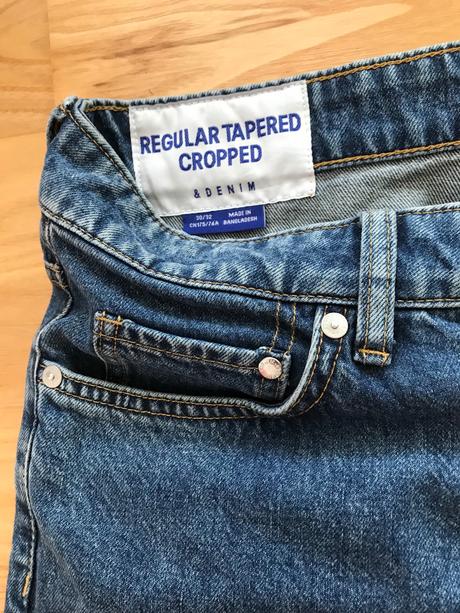 REGULAR TAPERED
CROPPED
& DENIM
30/32 MADE IN
CN175/76A BANGLADESH